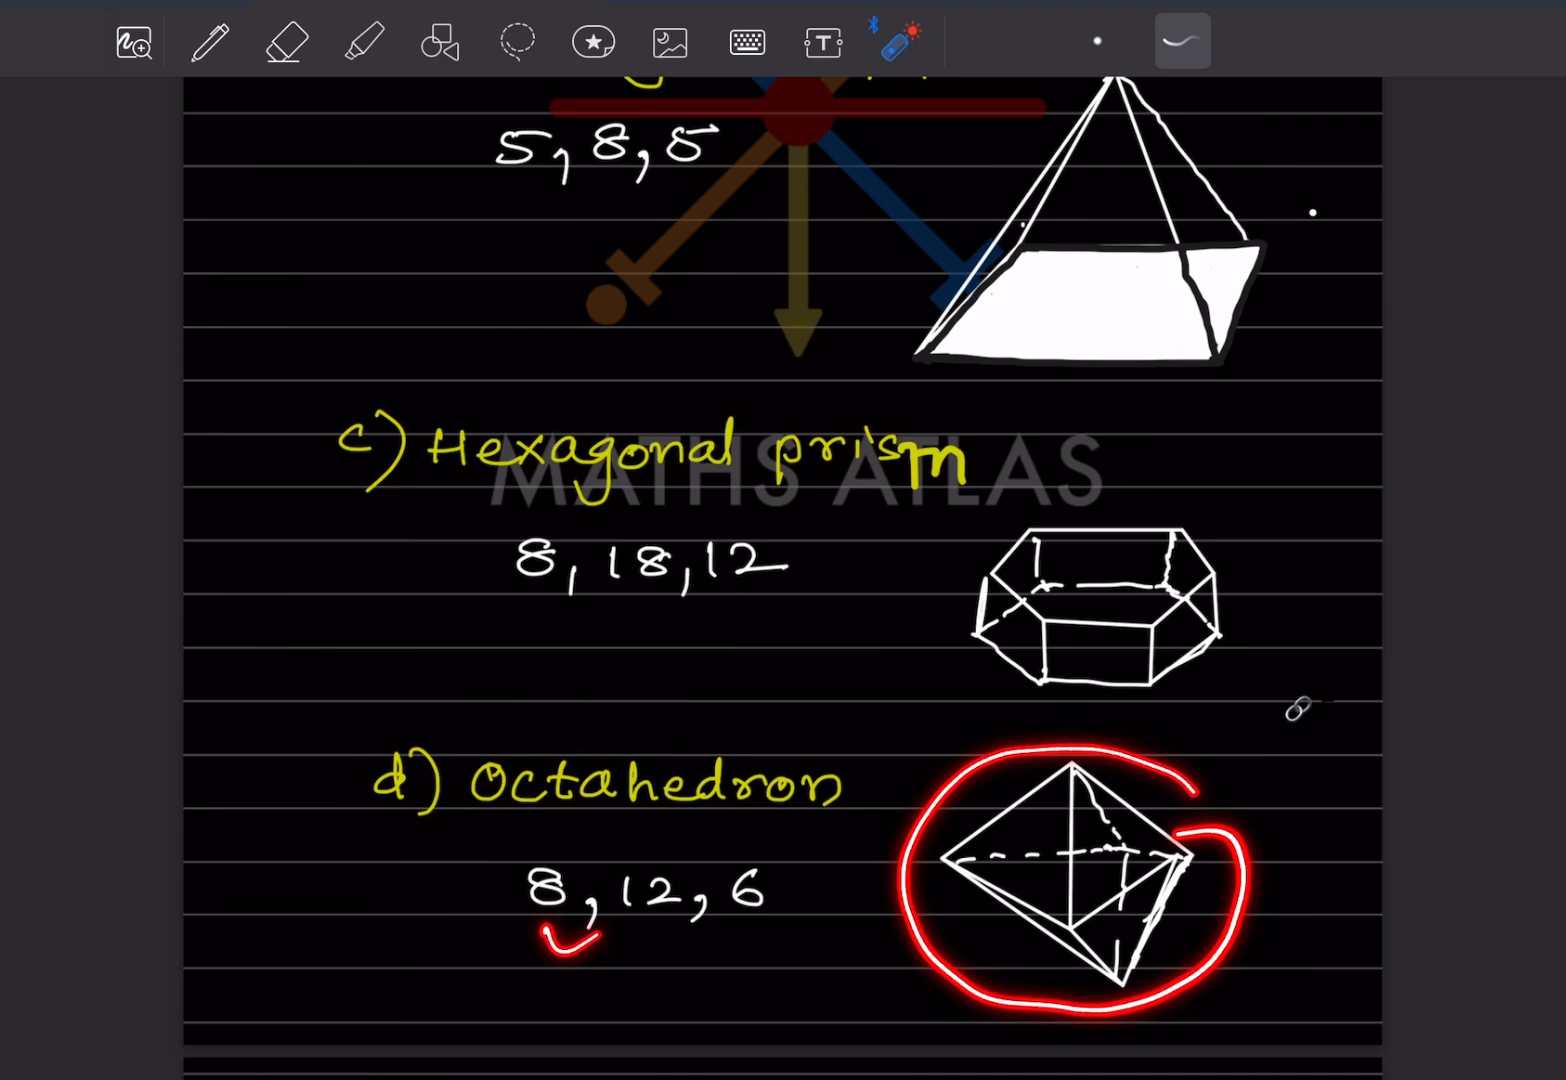 5, 8, 5
c) Hexagonal prism
MATHS ATLAS
8, 18, 12
d) Octahedron
8, 12, 6